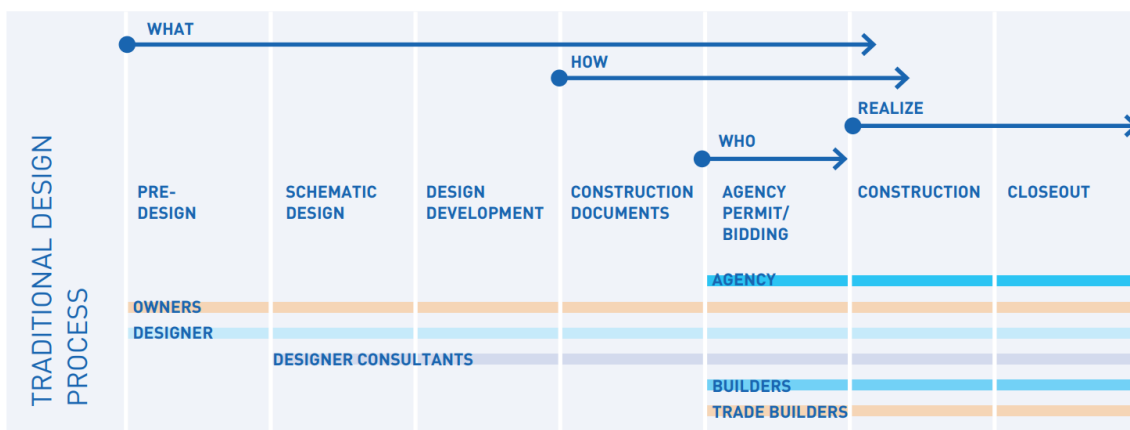 WHAT
HOW
REALIZE
WHO
TRADITIONAL DESIGN
PROCESS
PRE-
DESIGN
SCHEMATIC
DESIGN
DESIGN
DEVELOPMENT
CONSTRUCTION
DOCUMENTS
AGENCY
PERMIT/
BIDDING
CONSTRUCTION
CLOSEOUT
AGENCY
OWNERS
DESIGNER
DESIGNER CONSULTANTS
BUILDERS
TRADE BUILDERS